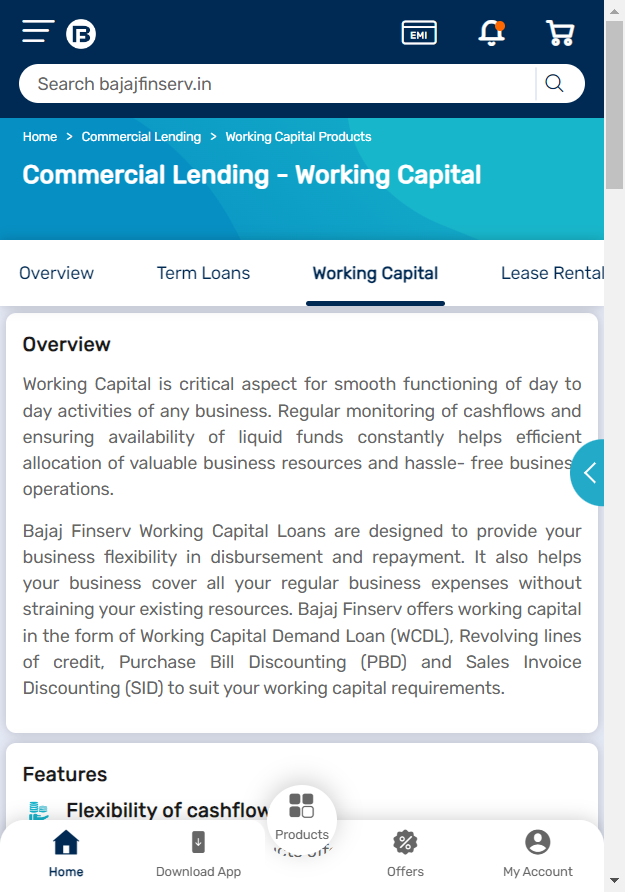 EMI
Search bajajfinserv.in
Home > Commercial Lending > Working Capital Products
Commercial Lending - Working Capital
Overview Term Loans Working Capital Lease Rental
Overview
Working Capital is critical aspect for smooth functioning of day to
day activities of any business. Regular monitoring of cashflows and
ensuring availability of liquid funds constantly helps efficient
allocation of valuable business resources and hassle- free busines
operations.
Bajaj Finserv Working Capital Loans are designed to provide your
business flexibility in disbursement and repayment. It also helps
your business cover all your regular business expenses without
straining your existing resources. Bajaj Finserv offers working capital
in the form of Working Capital Demand Loan (WCDL), Revolving lines
of credit, Purchase Bill Discounting (PBD) and Sales Invoice
Discounting (SID) to suit your working capital requirements.
Features
Flexibility of cashflow
Products
Home Download App Offers My Account